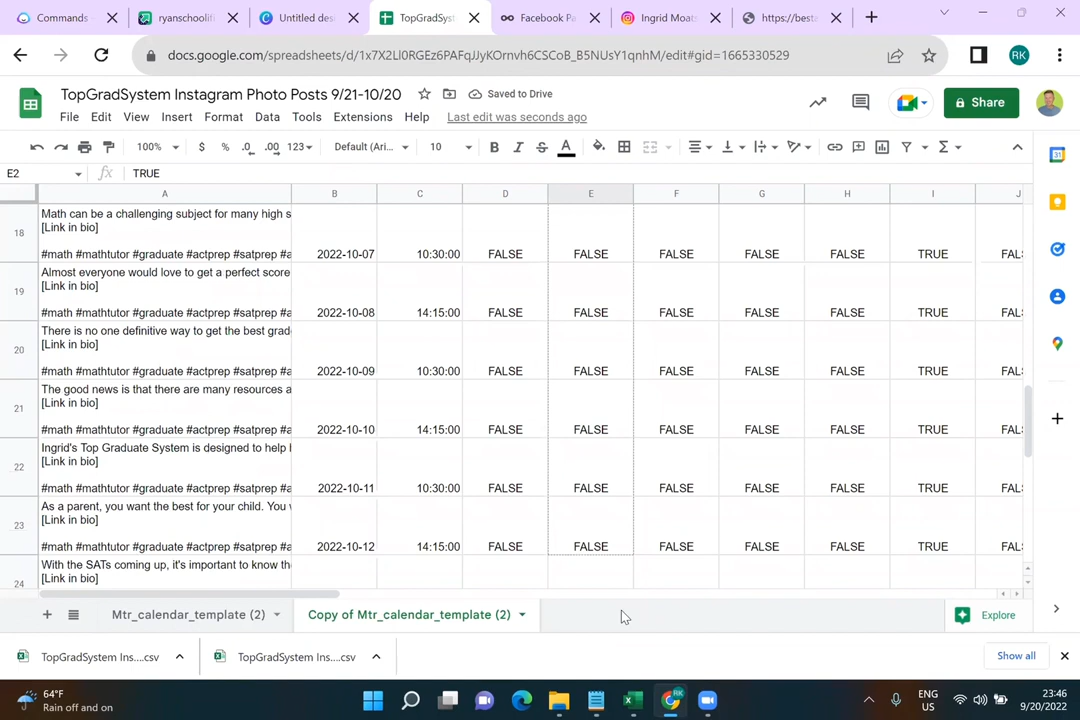 Commands
ryanschoolifi
Untitled des
TopGradSyst
Facebook Pa
Ingrid Moats
https://besta
docs.google.com/spreadsheets/d/1x7X2Ll0RGEz6PAFqJJyKOrnvh6CSCoB_B5NUsY1qnhM/edit#gid=1665330529
RK
TopGradSystem Instagram Photo Posts 9/21-10/20
Saved to Drive
File Edit View Insert Format Data Tools Extensions Help Last edit was seconds ago
Share
100% $ % .0 .00 123 Default (Ari... 10 B I S A
E2 fx TRUE
A B C D E F G H I J
18 Math can be a challenging subject for many high s
[Link in bio]
#math #mathtutor #graduate #actprep #satprep #a 2022-10-07 10:30:00 FALSE FALSE FALSE FALSE FALSE TRUE FAL
19 Almost everyone would love to get a perfect score
[Link in bio]
#math #mathtutor #graduate #actprep #satprep #a 2022-10-08 14:15:00 FALSE FALSE FALSE FALSE FALSE TRUE FAL
20 There is no one definitive way to get the best grad
[Link in bio]
#math #mathtutor #graduate #actprep #satprep #a 2022-10-09 10:30:00 FALSE FALSE FALSE FALSE FALSE TRUE FAL
21 The good news is that there are many resources a
[Link in bio]
#math #mathtutor #graduate #actprep #satprep #a 2022-10-10 14:15:00 FALSE FALSE FALSE FALSE FALSE TRUE FAL
22 Ingrid's Top Graduate System is designed to help
[Link in bio]
#math #mathtutor #graduate #actprep #satprep #a 2022-10-11 10:30:00 FALSE FALSE FALSE FALSE FALSE TRUE FAL
23 As a parent, you want the best for your child. You
[Link in bio]
#math #mathtutor #graduate #actprep #satprep #a 2022-10-12 14:15:00 FALSE FALSE FALSE FALSE FALSE TRUE FAL
24 With the SATs coming up, it's important to know th
[Link in bio]
Mtr_calendar_template (2) Copy of Mtr_calendar_template (2) Explore
TopGradSystem Ins....csv TopGradSystem Ins....csv Show all
64°F
Rain off and on
RK
ENG
US
23:46
9/20/2022